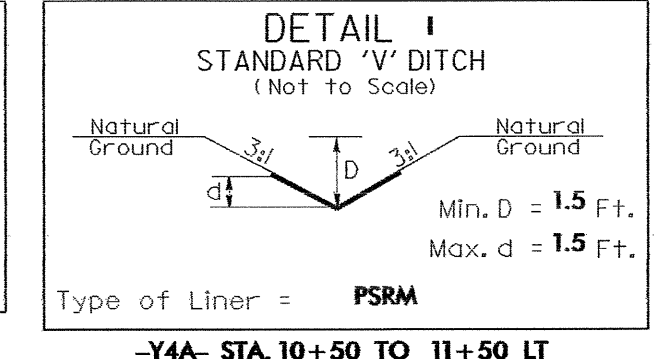 DETAIL 1
STANDARD 'V' DITCH
(Not to Scale)
Natural
Ground
3:1
3:1
Natural
Ground
D
d
Min. D = 1.5 Ft.
Max. d = 1.5 Ft.
Type of Liner = PSRM
-Y4A- STA. 10+50 TO 11+50 LT